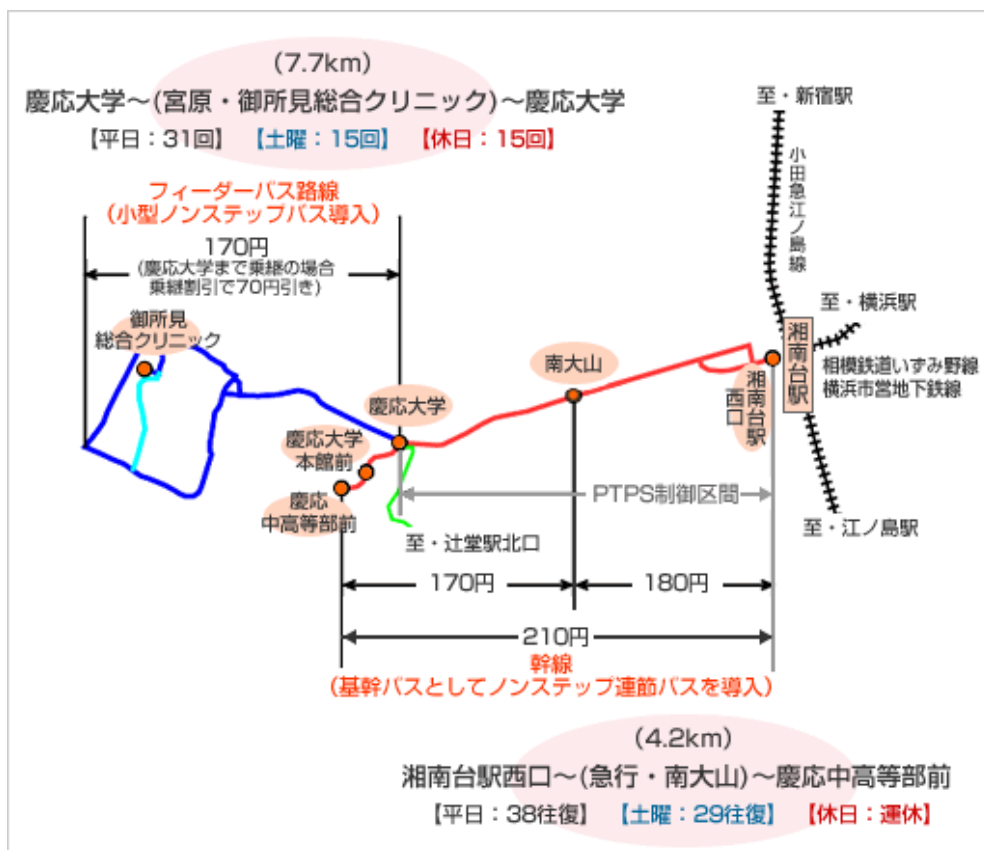 (7.7km)
慶応大学～(宮原・御所見総合クリニック)～慶応大学
【平日：31回】 【土曜：15回】 【休日：15回】
至・新宿駅
小田急江ノ島線
フィーダーバス路線
(小型ノンステップバス導入)
170円
(慶応大学まで乗継の場合
乗継割引で70円引き)
至・横浜駅
御所見
総合クリニック
湘南台駅
相模鉄道いずみ野線
横浜市営地下鉄線
南大山
湘南台駅
西口
慶応大学
慶応大学
本館前
慶応
中高等部前
PTPS制御区間
至・辻堂駅北口
至・江ノ島駅
170円
180円
210円
幹線
(基幹バスとしてノンステップ連節バスを導入)
(4.2km)
湘南台駅西口～(急行・南大山)～慶応中高等部前
【平日：38往復】 【土曜：29往復】 【休日：運休】